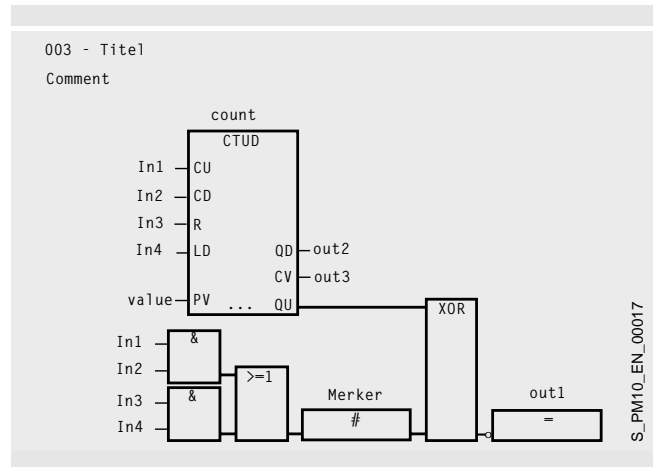 003 - Titel
Comment
count
CTUD
In1 CU
In2 CD
In3 R
In4 LD QD out2
CV out3
value PV ... QU
XOR
In1 &
In2
>=1
In3 & Merker out1
# =
In4
S_PM10_EN_00017